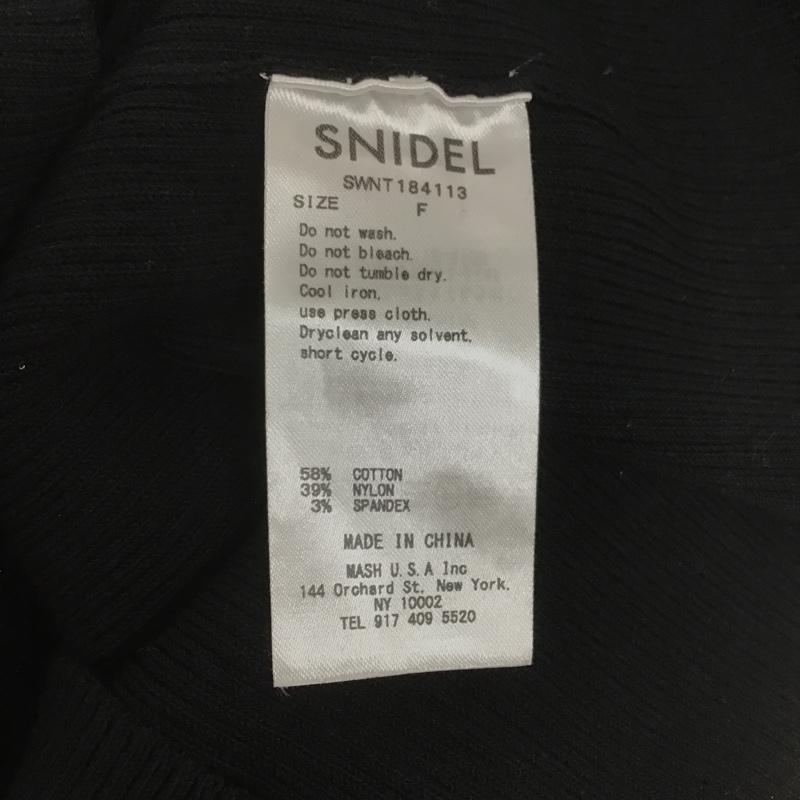 SNIDEL
SWNT184113
SIZE F
Do not wash.
Do not bleach.
Do not tumble dry.
Cool iron,
use press cloth.
Dryclean any solvent,
short cycle.
58% COTTON
39% NYLON
3% SPANDEX
MADE IN CHINA
MASH U.S.A Inc
144 Orchard St, New York,
NY 10002
TEL 917 409 5520